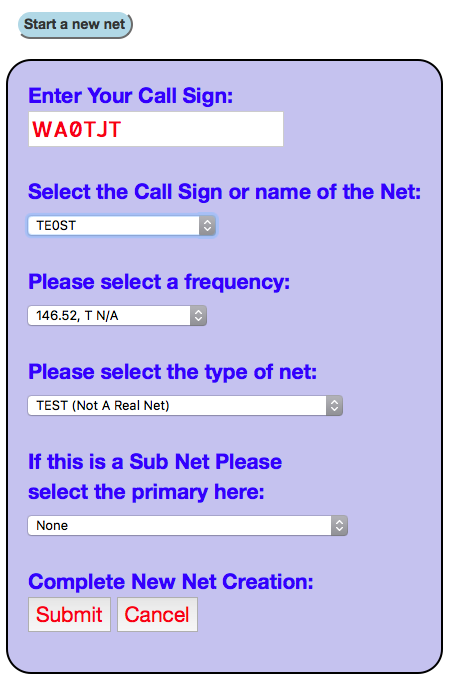 Start a new net
Enter Your Call Sign:
WA0TJT
Select the Call Sign or name of the Net:
TE0ST
Please select a frequency:
146.52, T N/A
Please select the type of net:
TEST (Not A Real Net)
If this is a Sub Net Please
select the primary here:
None
Complete New Net Creation:
Submit Cancel